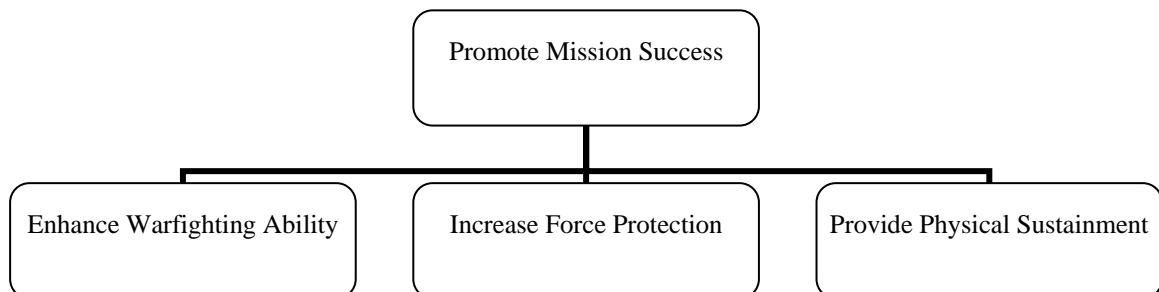 Promote Mission Success
Enhance Warfighting Ability
Increase Force Protection
Provide Physical Sustainment